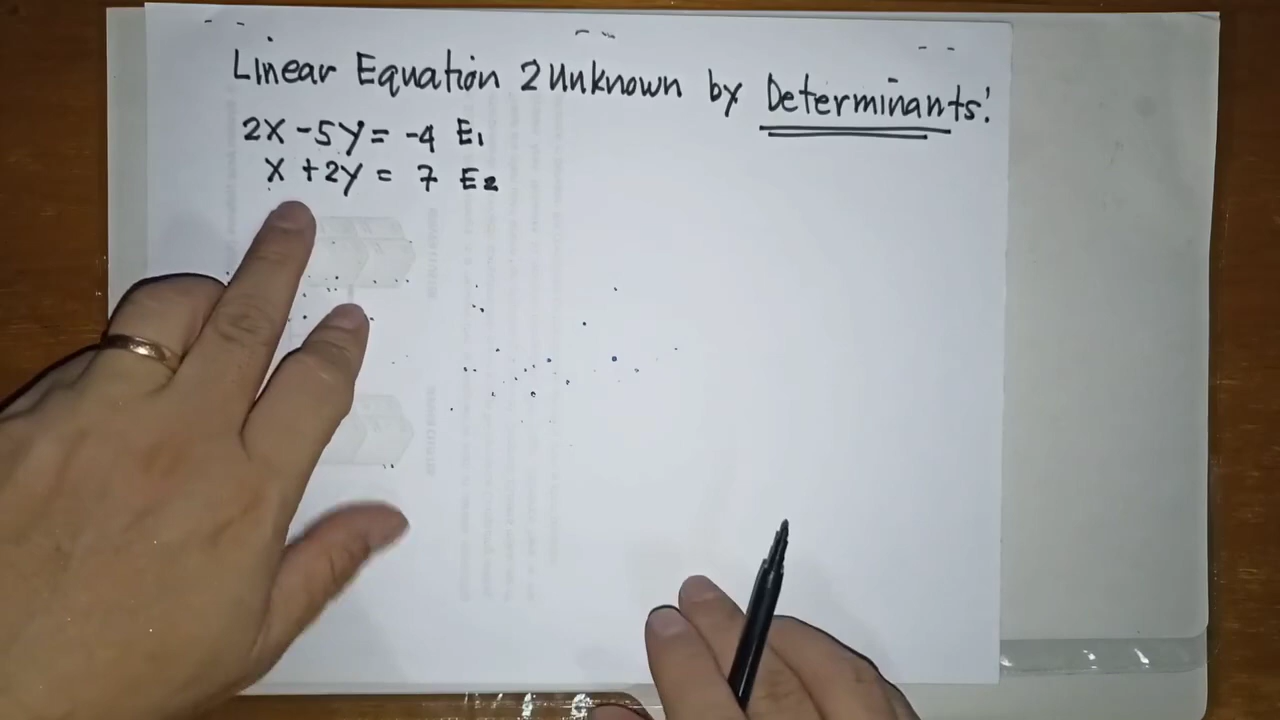 Linear Equation 2 Unknown by Determinants:
2X - 5Y = -4 E1
X + 2Y = 7 E2